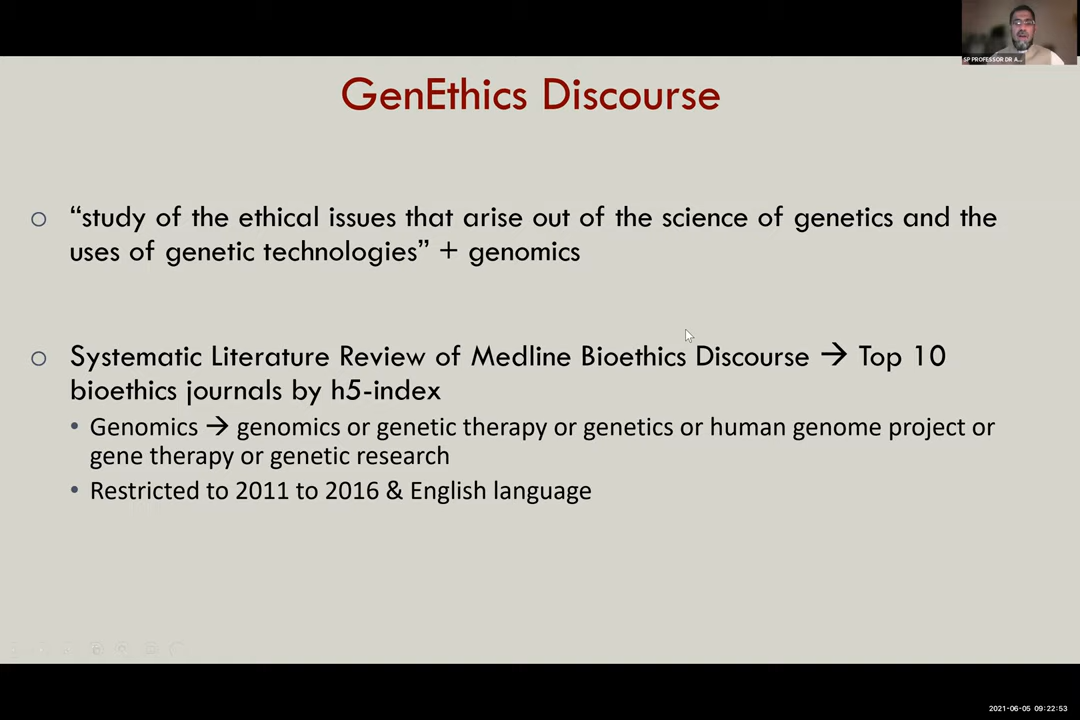 SP PROFESSOR DR A...
GenEthics Discourse
“study of the ethical issues that arise out of the science of genetics and the
uses of genetic technologies” + genomics
Systematic Literature Review of Medline Bioethics Discourse → Top 10
bioethics journals by h5-index
Genomics → genomics or genetic therapy or genetics or human genome project or
gene therapy or genetic research
Restricted to 2011 to 2016 & English language
2021-06-05 09:22:53